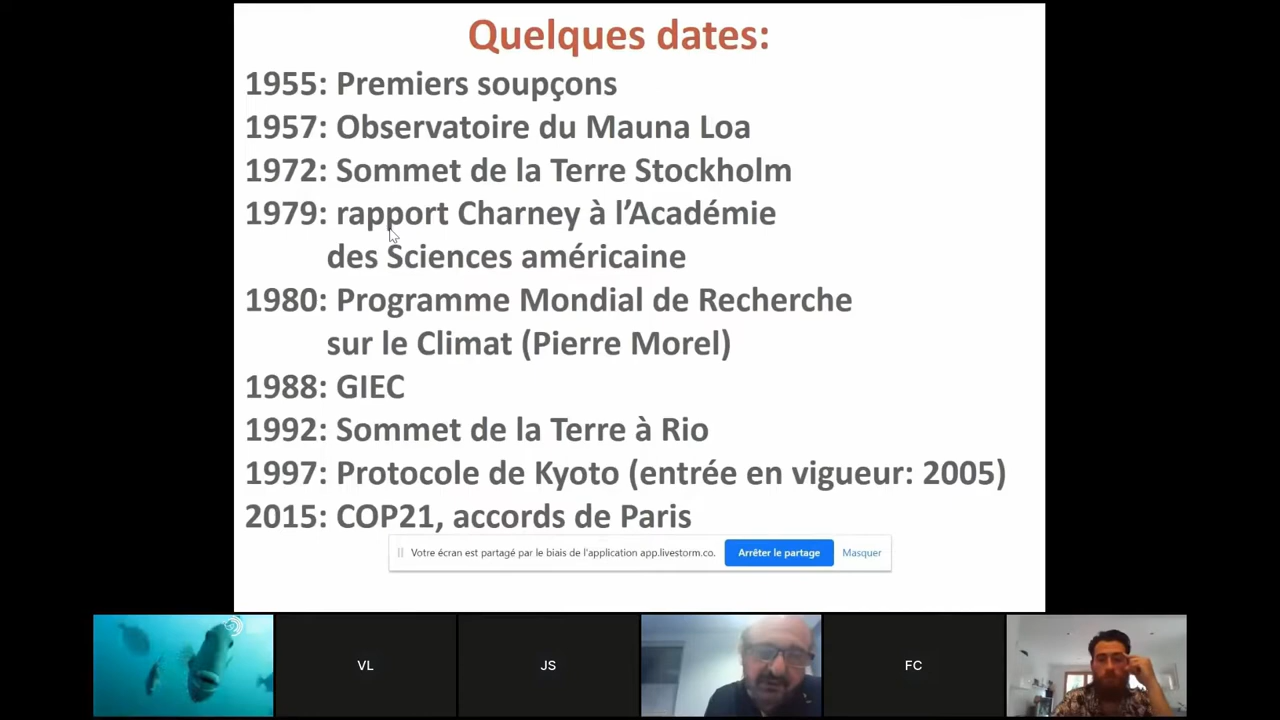 Quelques dates:
1955: Premiers soupçons
1957: Observatoire du Mauna Loa
1972: Sommet de la Terre Stockholm
1979: rapport Charney à l’Académie
des Sciences américaine
1980: Programme Mondial de Recherche
sur le Climat (Pierre Morel)
1988: GIEC
1992: Sommet de la Terre à Rio
1997: Protocole de Kyoto (entrée en vigueur: 2005)
2015: COP21, accords de Paris
Votre écran est partagé par le biais de l'application app.livestorm.co. Arrêter le partage Masquer
VL JS FC